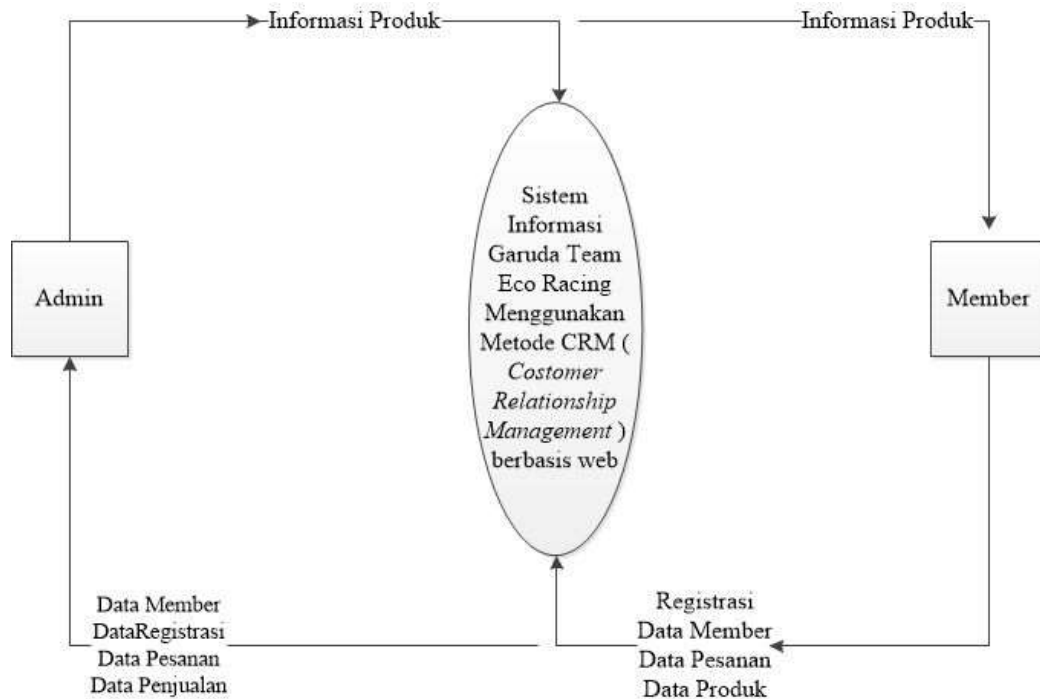 Informasi Produk
Informasi Produk
Admin
Sistem
Informasi
Garuda Team
Eco Racing
Menggunakan
Metode CRM (
Costomer
Relationship
Management )
berbasis web
Member
Data Member
DataRegistrasi
Data Pesanan
Data Penjualan
Registrasi
Data Member
Data Pesanan
Data Produk